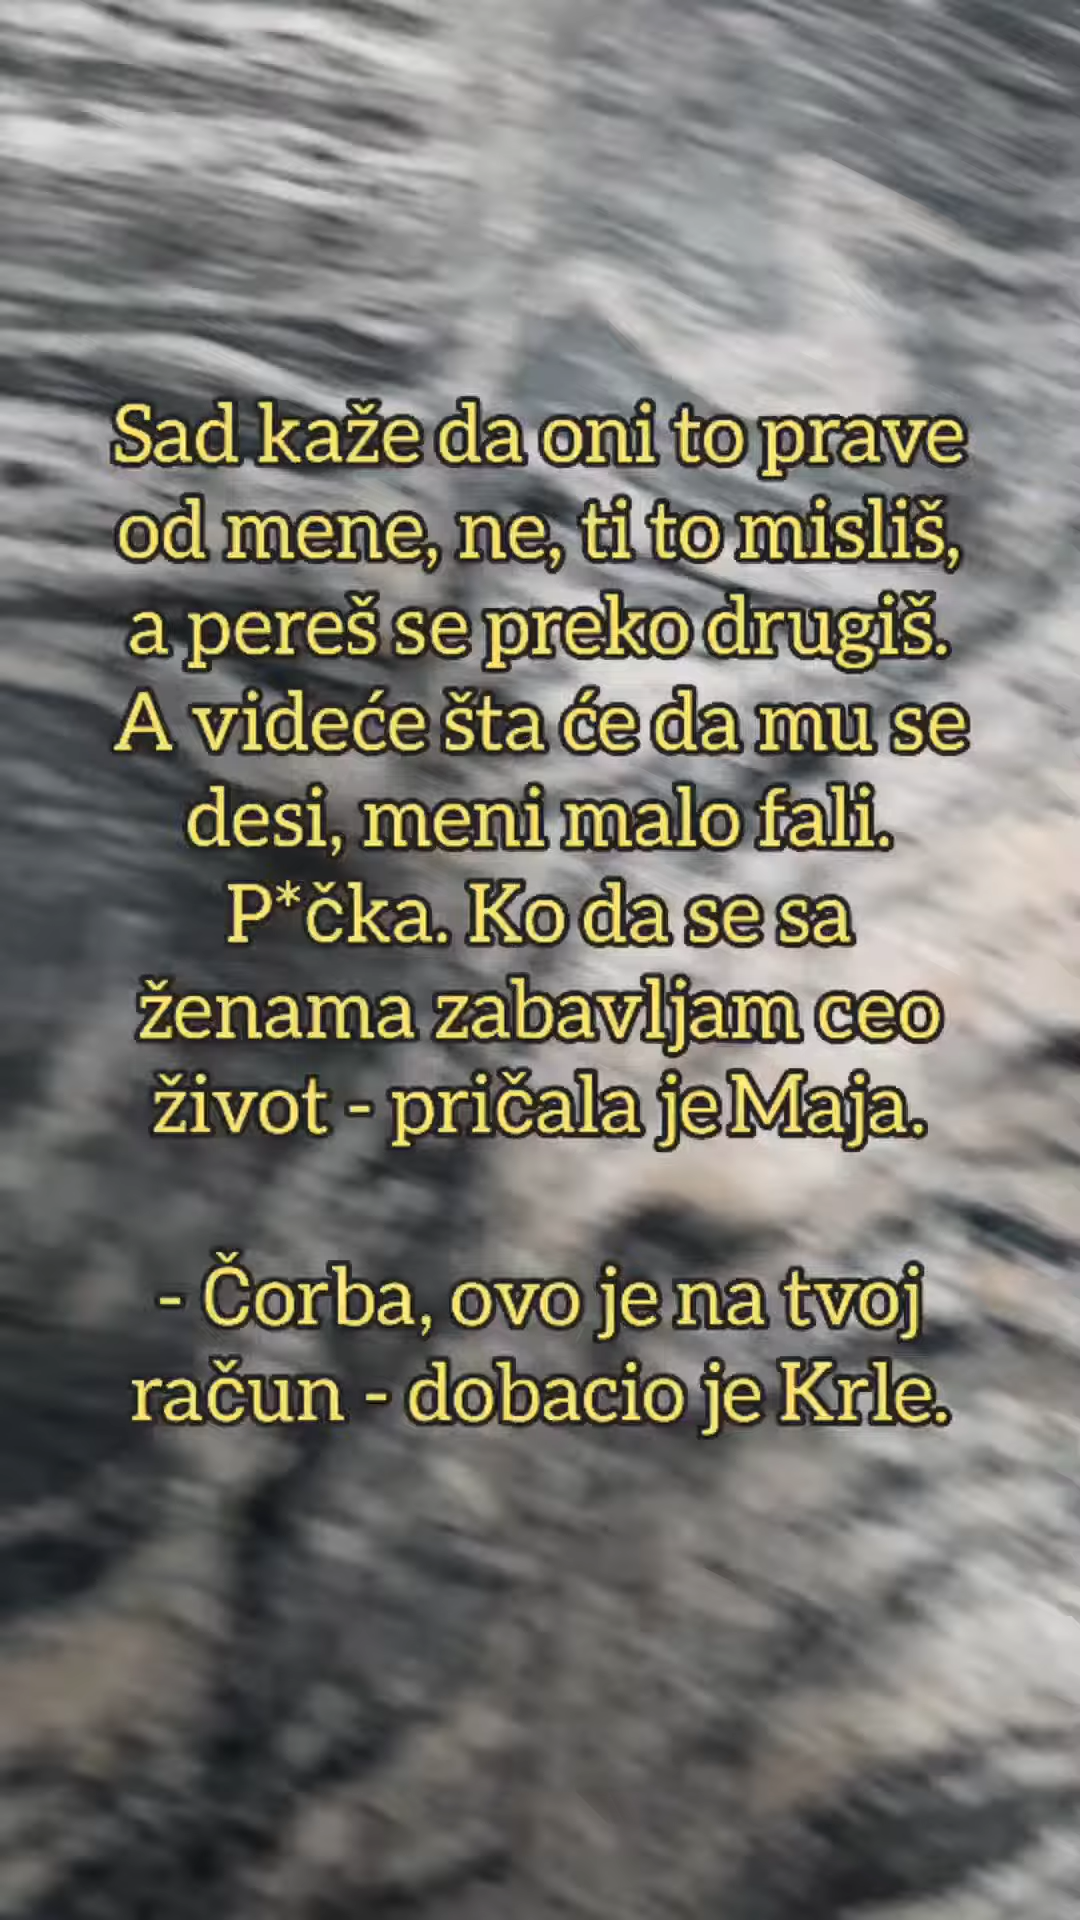 Sad kaže da oni to prave
od mene, ne, ti to misliš,
a pereš se preko drugiš.
A videće šta će da mu se
desi, meni malo fali.
P*čka. Ko da se sa
ženama zabavljam ceo
život - pričala je Maja.
- Čorba, ovo je na tvoj
račun - dobacio je Krle.